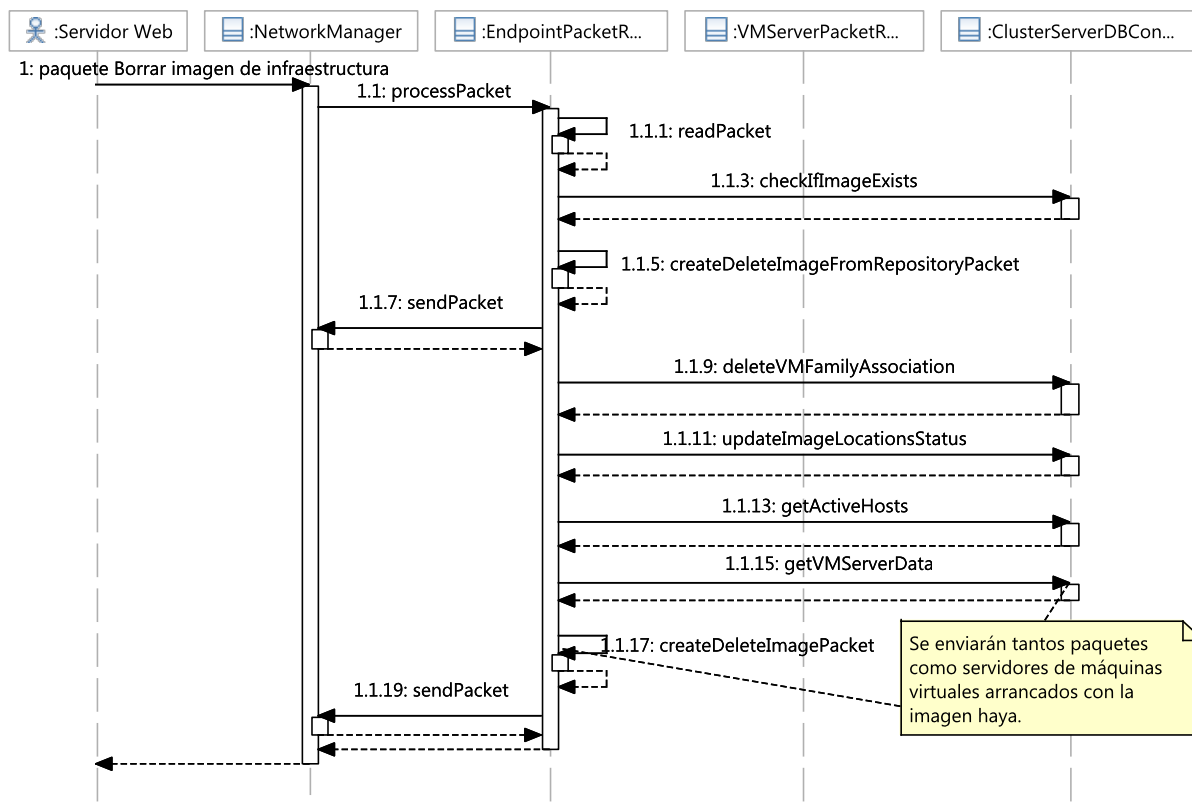 :Servidor Web
:NetworkManager
:EndpointPacketR...
:VMServerPacketR...
:ClusterServerDBCon...
1: paquete Borrar imagen de infraestructura
1.1: processPacket
1.1.1: readPacket
1.1.3: checkIfImageExists
1.1.5: createDeleteImageFromRepositoryPacket
1.1.7: sendPacket
1.1.9: deleteVMFamilyAssociation
1.1.11: updateImageLocationsStatus
1.1.13: getActiveHosts
1.1.15: getVMServerData
1.1.17: createDeleteImagePacket
Se enviarán tantos paquetes
como servidores de máquinas
virtuales arrancados con la
imagen haya.
1.1.19: sendPacket